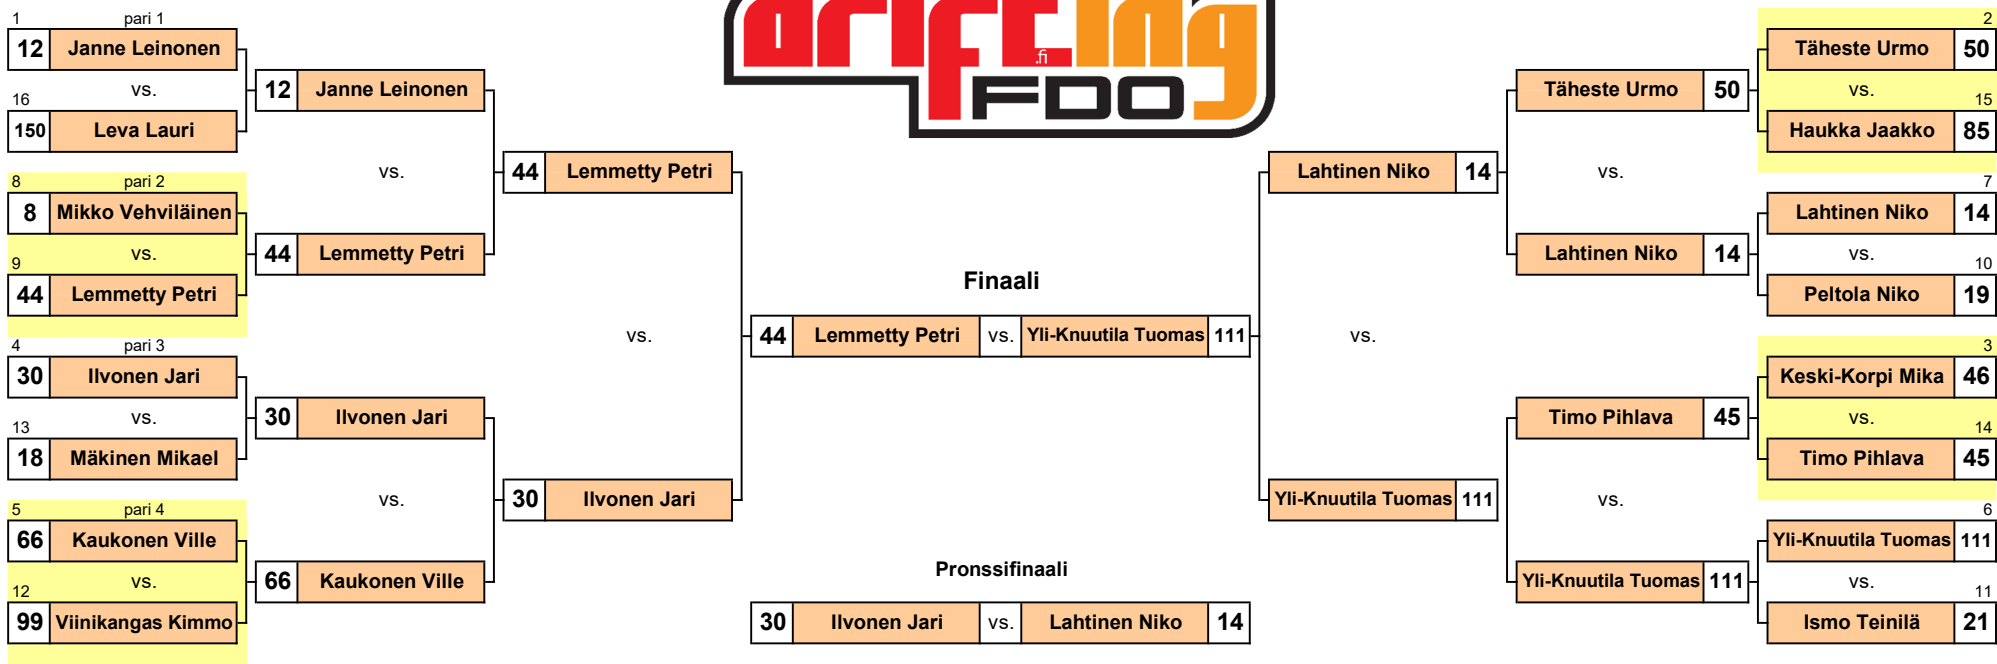 drifting
.fi
FDO
1 pari 1
12 Janne Leinonen
vs.
16
150 Leva Lauri
8 pari 2
8 Mikko Vehviläinen
vs.
9
44 Lemmetty Petri
4 pari 3
30 Ilvonen Jari
vs.
13
18 Mäkinen Mikael
5 pari 4
66 Kaukonen Ville
vs.
12
99 Viinikangas Kimmo
12 Janne Leinonen
vs.
44 Lemmetty Petri
30 Ilvonen Jari
vs.
66 Kaukonen Ville
44 Lemmetty Petri
vs.
30 Ilvonen Jari
Finaali
44 Lemmetty Petri vs. Yli-Knuutila Tuomas 111
Pronssifinaali
30 Ilvonen Jari vs. Lahtinen Niko 14
Lahtinen Niko 14
vs.
Yli-Knuutila Tuomas 111
Täheste Urmo 50
vs.
Lahtinen Niko 14
Timo Pihlava 45
vs.
Yli-Knuutila Tuomas 111
2
Täheste Urmo 50
vs.
15
Haukka Jaakko 85
7
Lahtinen Niko 14
vs.
10
Peltola Niko 19
3
Keski-Korpi Mika 46
vs.
14
Timo Pihlava 45
6
Yli-Knuutila Tuomas 111
vs.
11
Ismo Teinilä 21